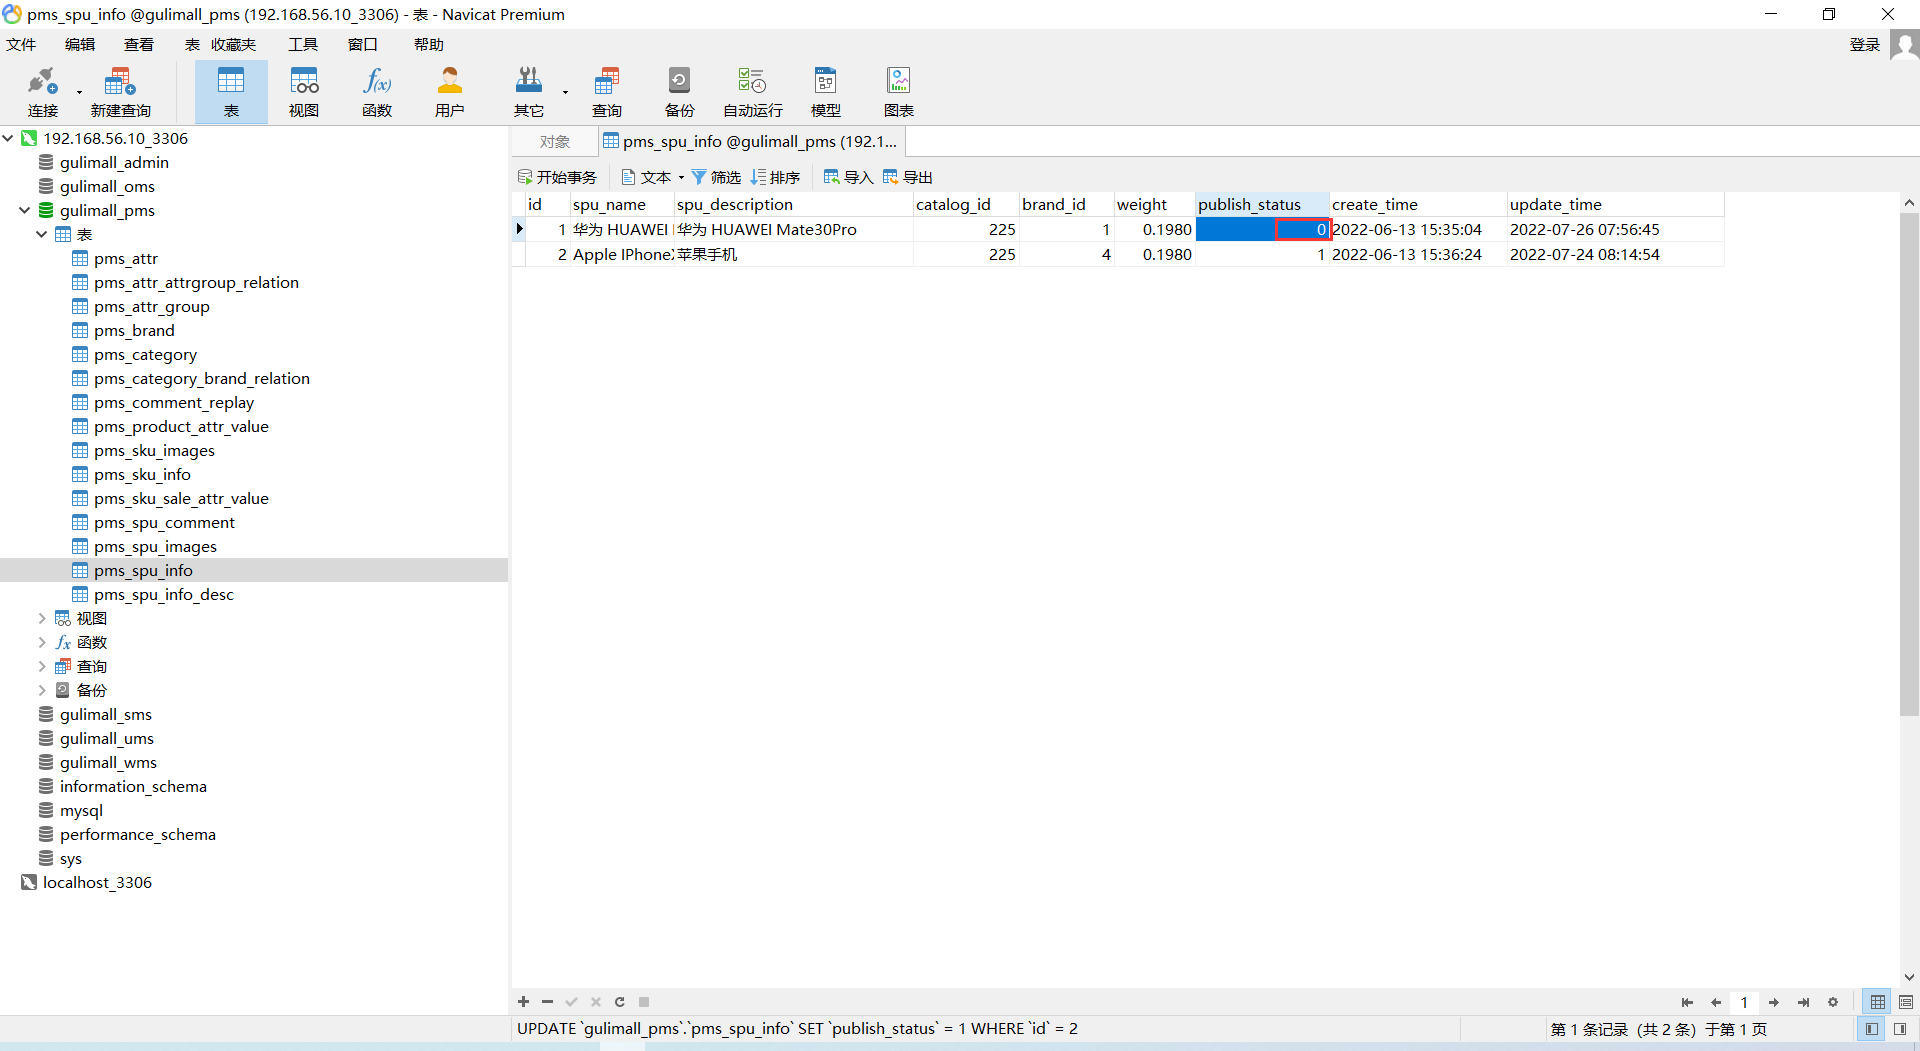 pms_spu_info @gulimall_pms (192.168.56.10_3306) - 表 - Navicat Premium
文件 编辑 查看 表 收藏夹 工具 窗口 帮助 登录
连接 新建查询 表 视图 函数 用户 其它 查询 备份 自动运行 模型 图表
192.168.56.10_3306
gulimall_admin
gulimall_oms
gulimall_pms
表
pms_attr
pms_attr_attrgroup_relation
pms_attr_group
pms_brand
pms_category
pms_category_brand_relation
pms_comment_replay
pms_product_attr_value
pms_sku_images
pms_sku_info
pms_sku_sale_attr_value
pms_spu_comment
pms_spu_images
pms_spu_info
pms_spu_info_desc
视图
函数
查询
备份
gulimall_sms
gulimall_ums
gulimall_wms
information_schema
mysql
performance_schema
sys
localhost_3306
对象 pms_spu_info @gulimall_pms (192.1...
开始事务 文本 筛选 排序 导入 导出
id spu_name spu_description catalog_id brand_id weight publish_status create_time update_time
1 华为 HUAWEI 华为 HUAWEI Mate30Pro 225 1 0.1980 0 2022-06-13 15:35:04 2022-07-26 07:56:45
2 Apple IPhoneX 苹果手机 225 4 0.1980 1 2022-06-13 15:36:24 2022-07-24 08:14:54
1
UPDATE `gulimall_pms`.`pms_spu_info` SET `publish_status` = 1 WHERE `id` = 2
第 1 条记录 (共 2 条) 于第 1 页